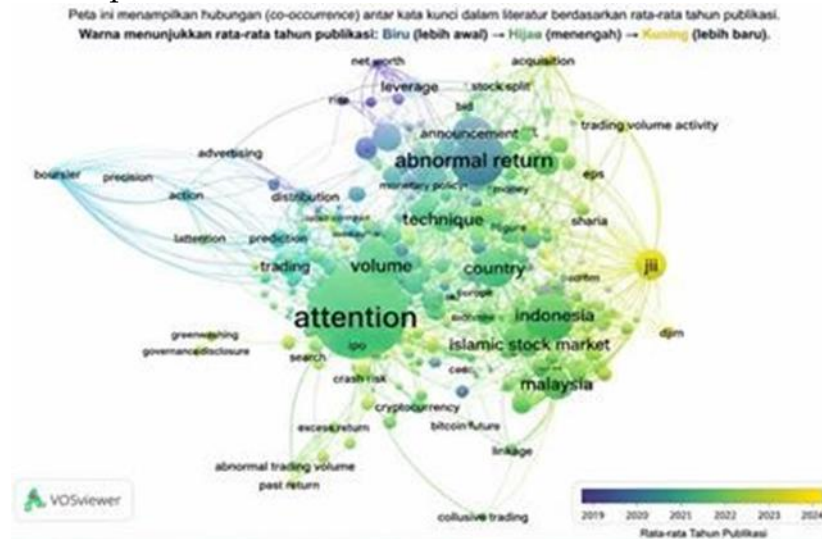 Peta ini menampilkan hubungan (co-occurrence) antar kata kunci dalam literatur berdasarkan rata-rata tahun publikasi.
Warna menunjukkan rata-rata tahun publikasi: Biru (lebih awal) → Hijau (menengah) → Kuning (lebih baru).
net worth
acquisition
leverage
stock split
risk
bid
announcement
trading volume activity
advertising
abnormal return
boursier
precision
eps
action
monetary policy
money
distribution
technique
sharia
figure
lattention
prediction
trading
volume
country
jii
europe
attention
indonesia
greenwashing
djim
governance disclosure
ipo
islamic stock market
search
crash risk
malaysia
cryptocurrency
excess return
bitcoin future
linkage
abnormal trading volume
past return
collusive trading
VOSviewer
2019 2020 2021 2022 2023 2024
Rata-rata Tahun Publikasi